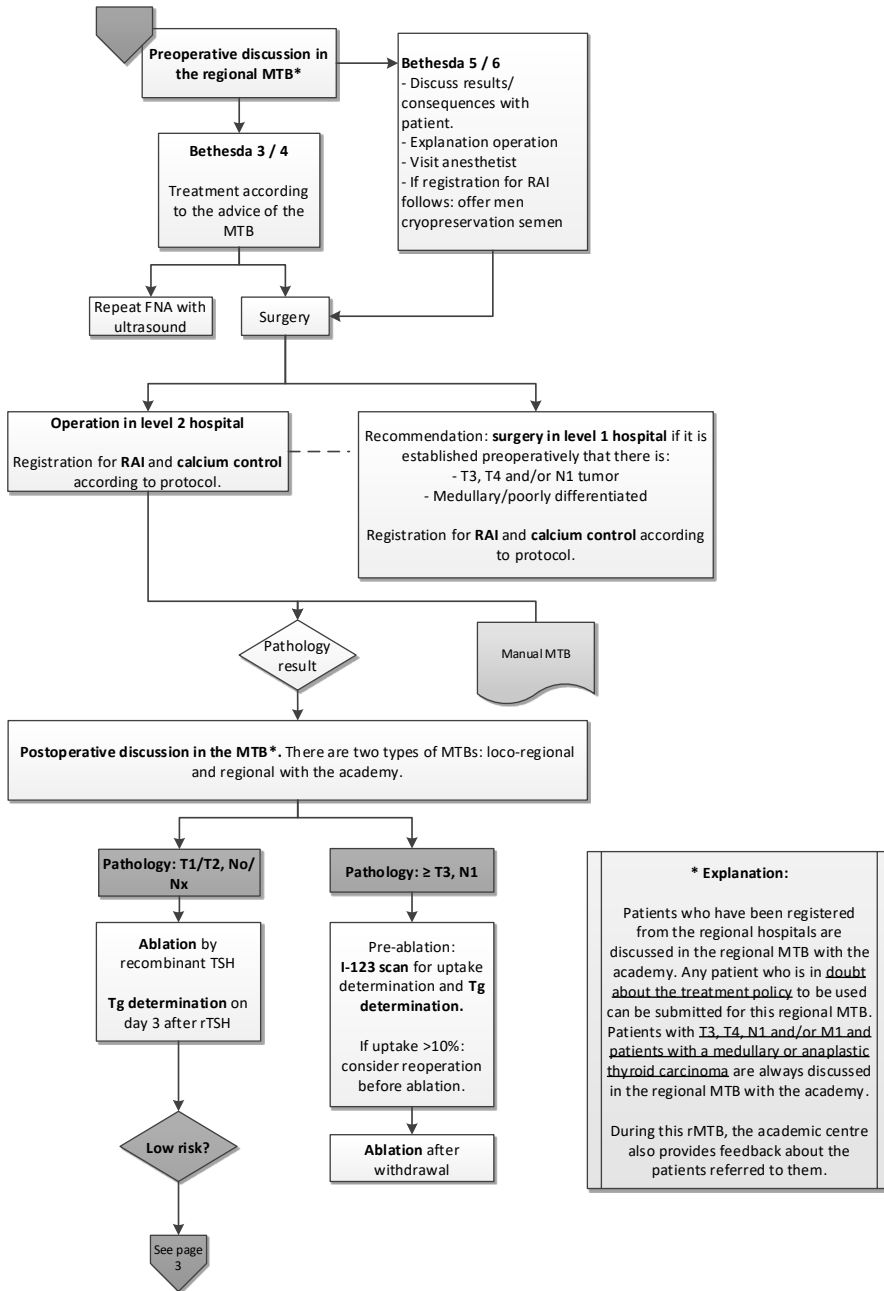 Preoperative discussion in
the regional MTB*
Bethesda 5 / 6
- Discuss results/
consequences with
patient.
- Explanation operation
- Visit anesthetist
- If registration for RAI
follows: offer men
cryopreservation semen
Bethesda 3 / 4
Treatment according
to the advice of the
MTB
Repeat FNA with
ultrasound
Surgery
Operation in level 2 hospital
Registration for RAI and calcium control
according to protocol.
Recommendation: surgery in level 1 hospital if it is
established preoperatively that there is:
- T3, T4 and/or N1 tumor
- Medullary/poorly differentiated
Registration for RAI and calcium control according
to protocol.
Pathology
result
Manual MTB
Postoperative discussion in the MTB*. There are two types of MTBs: loco-regional
and regional with the academy.
Pathology: T1/T2, No/
Nx
Pathology: ≥ T3, N1
Ablation by
recombinant TSH
Tg determination on
day 3 after rTSH
Pre-ablation:
I-123 scan for uptake
determination and Tg
determination.
If uptake >10%:
consider reoperation
before ablation.
Low risk?
Ablation after
withdrawal
See page
3
* Explanation:
Patients who have been registered
from the regional hospitals are
discussed in the regional MTB with the
academy. Any patient who is in doubt
about the treatment policy to be used
can be submitted for this regional MTB.
Patients with T3, T4, N1 and/or M1 and
patients with a medullary or anaplastic
thyroid carcinoma are always discussed
in the regional MTB with the academy.
During this rMTB, the academic centre
also provides feedback about the
patients referred to them.